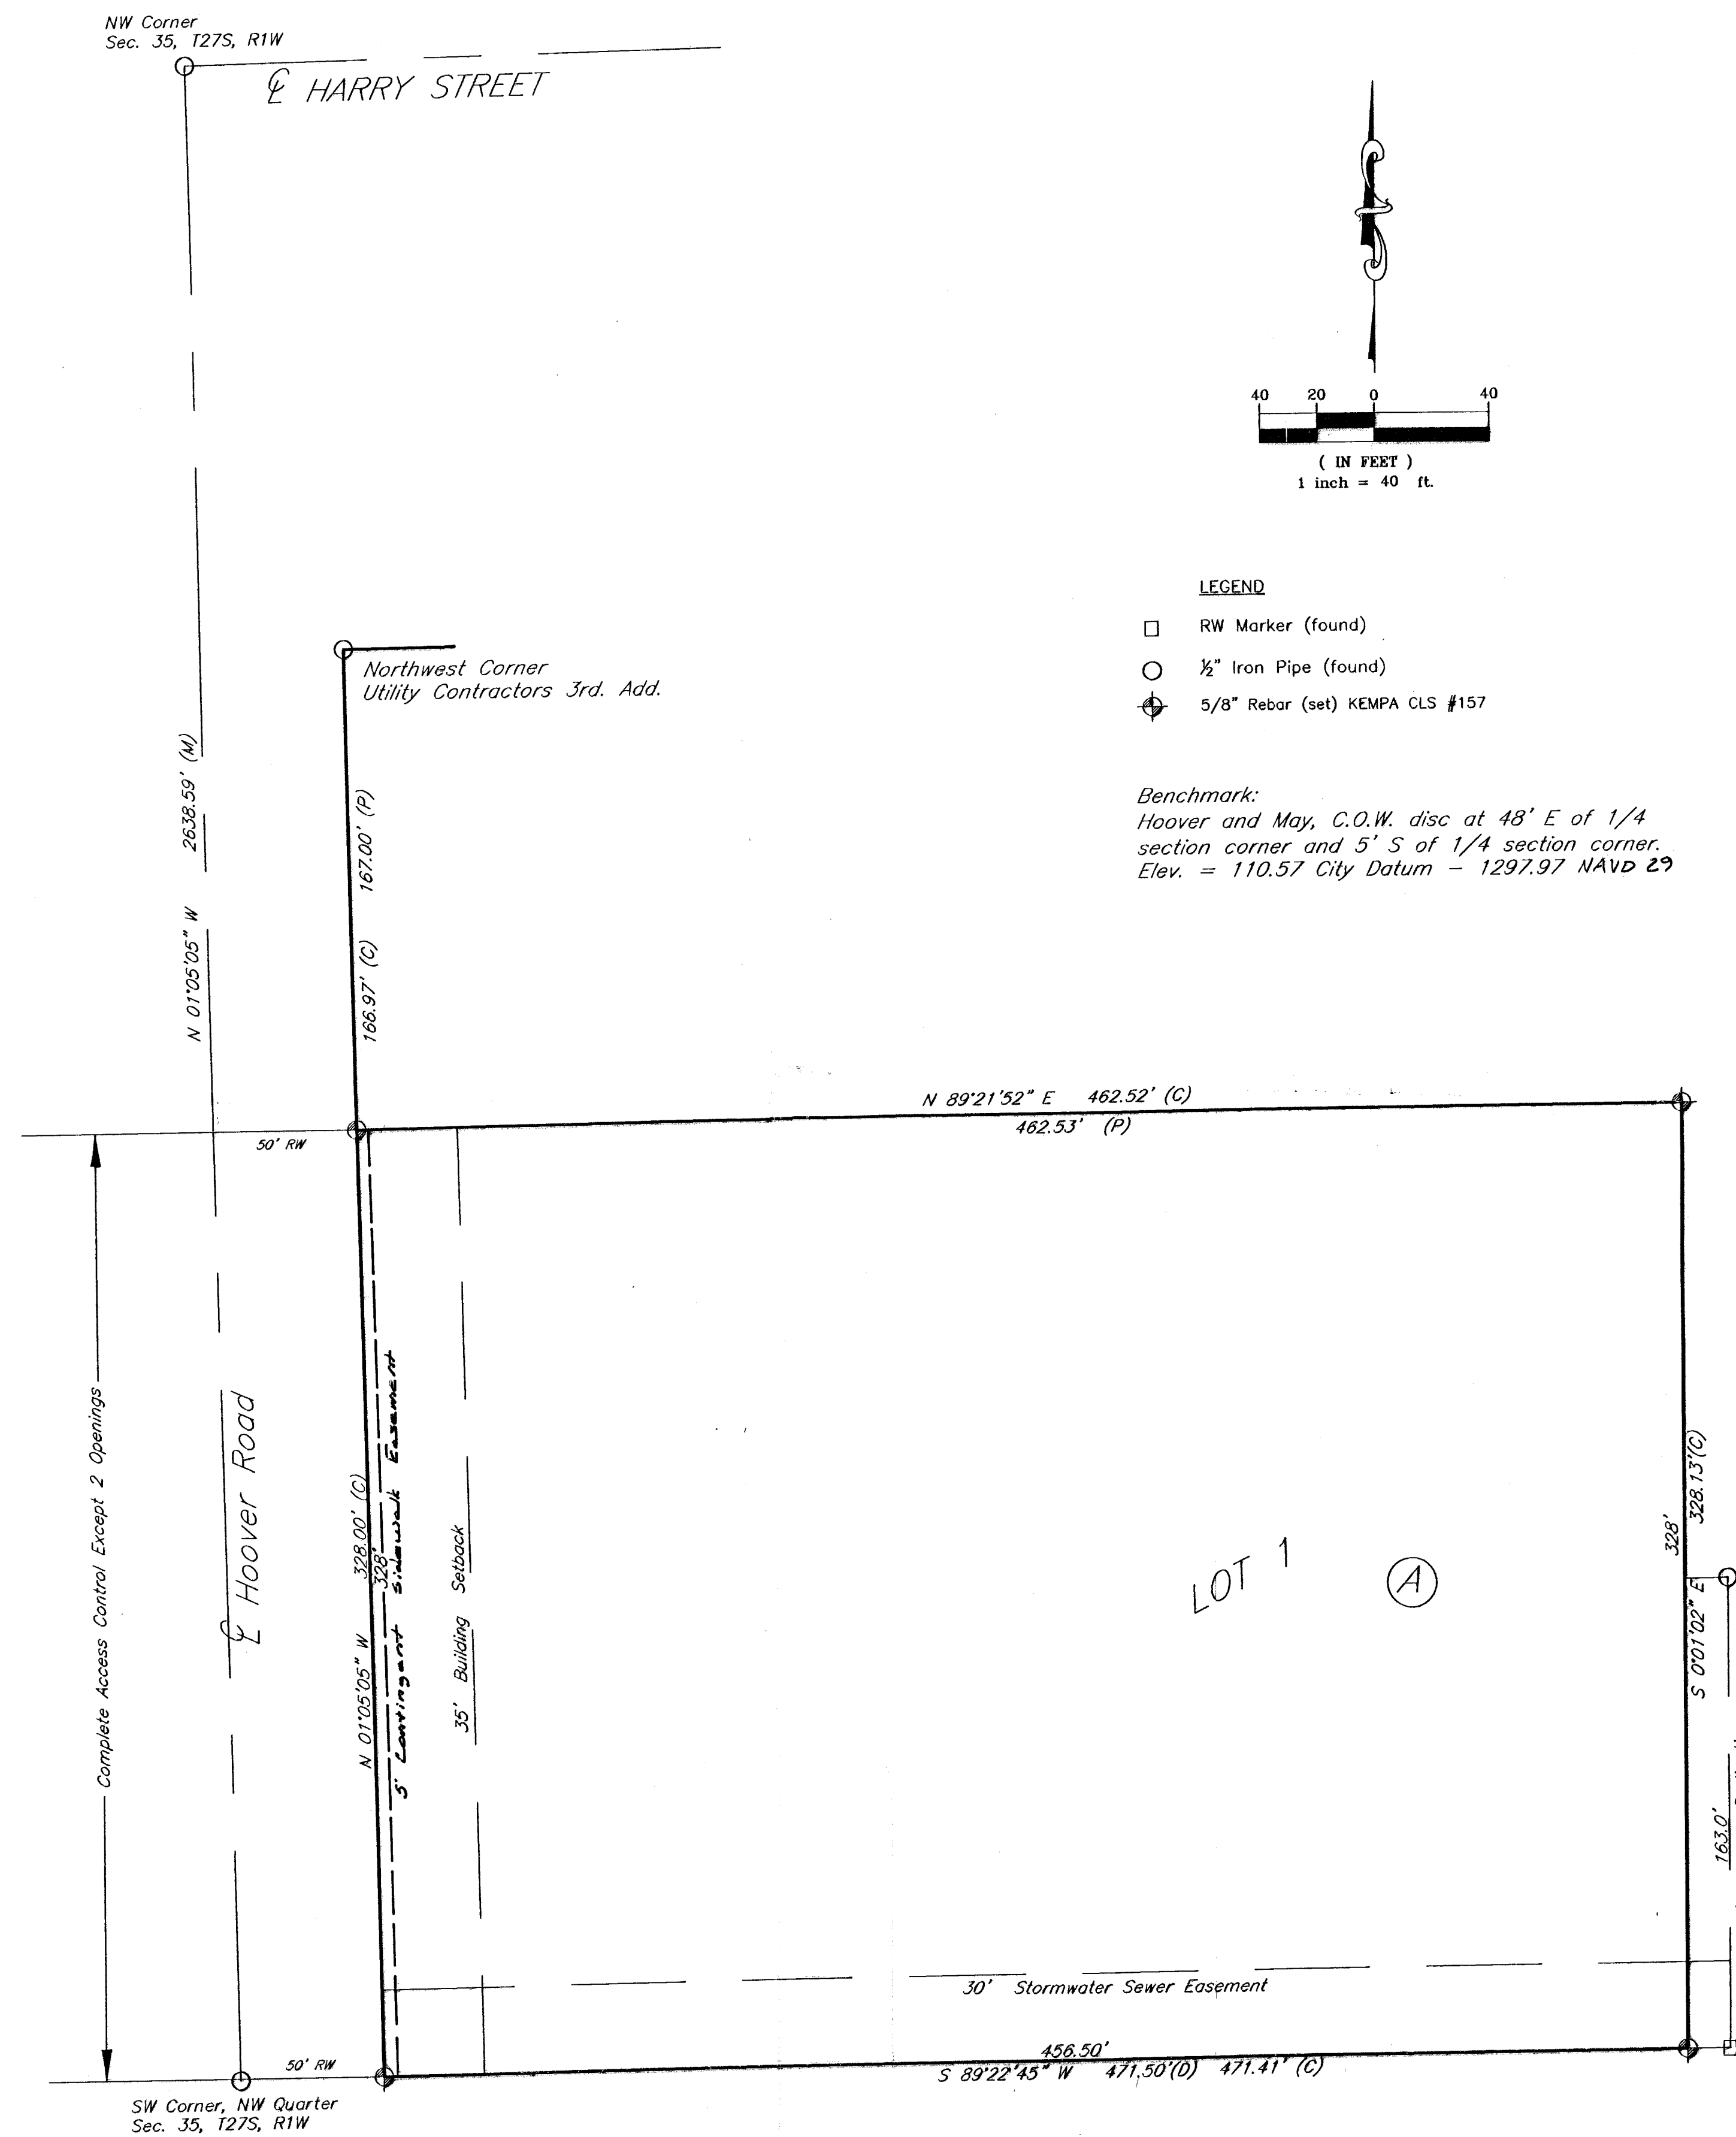 NW Corner
Sec. 35, T27S, R1W
℄ HARRY STREET
40 20 0 40
( IN FEET )
1 inch = 40 ft.
LEGEND
RW Marker (found)
½" Iron Pipe (found)
5/8" Rebar (set) KEMPA CLS #157
Northwest Corner
Utility Contractors 3rd. Add.
Benchmark:
Hoover and May, C.O.W. disc at 48' E of 1/4
section corner and 5' S of 1/4 section corner.
Elev. = 110.57 City Datum – 1297.97 NAVD 29
N 01°05'05" W 2638.59' (M)
166.97' (C) 167.00' (P)
N 89°21'52" E 462.52' (C)
462.53' (P)
50' RW
Complete Access Control Except 2 Openings
℄ Hoover Road
N 01°05'05" W 328.00' (C)
328'
5' Contingent Sidewalk Easement
35' Building Setback
LOT 1
A
328'
S 0°01'02" E 328.13'(C)
163.0'
30' Stormwater Sewer Easement
456.50'
S 89°22'45" W 471.50'(D) 471.41' (C)
50' RW
SW Corner, NW Quarter
Sec. 35, T27S, R1W